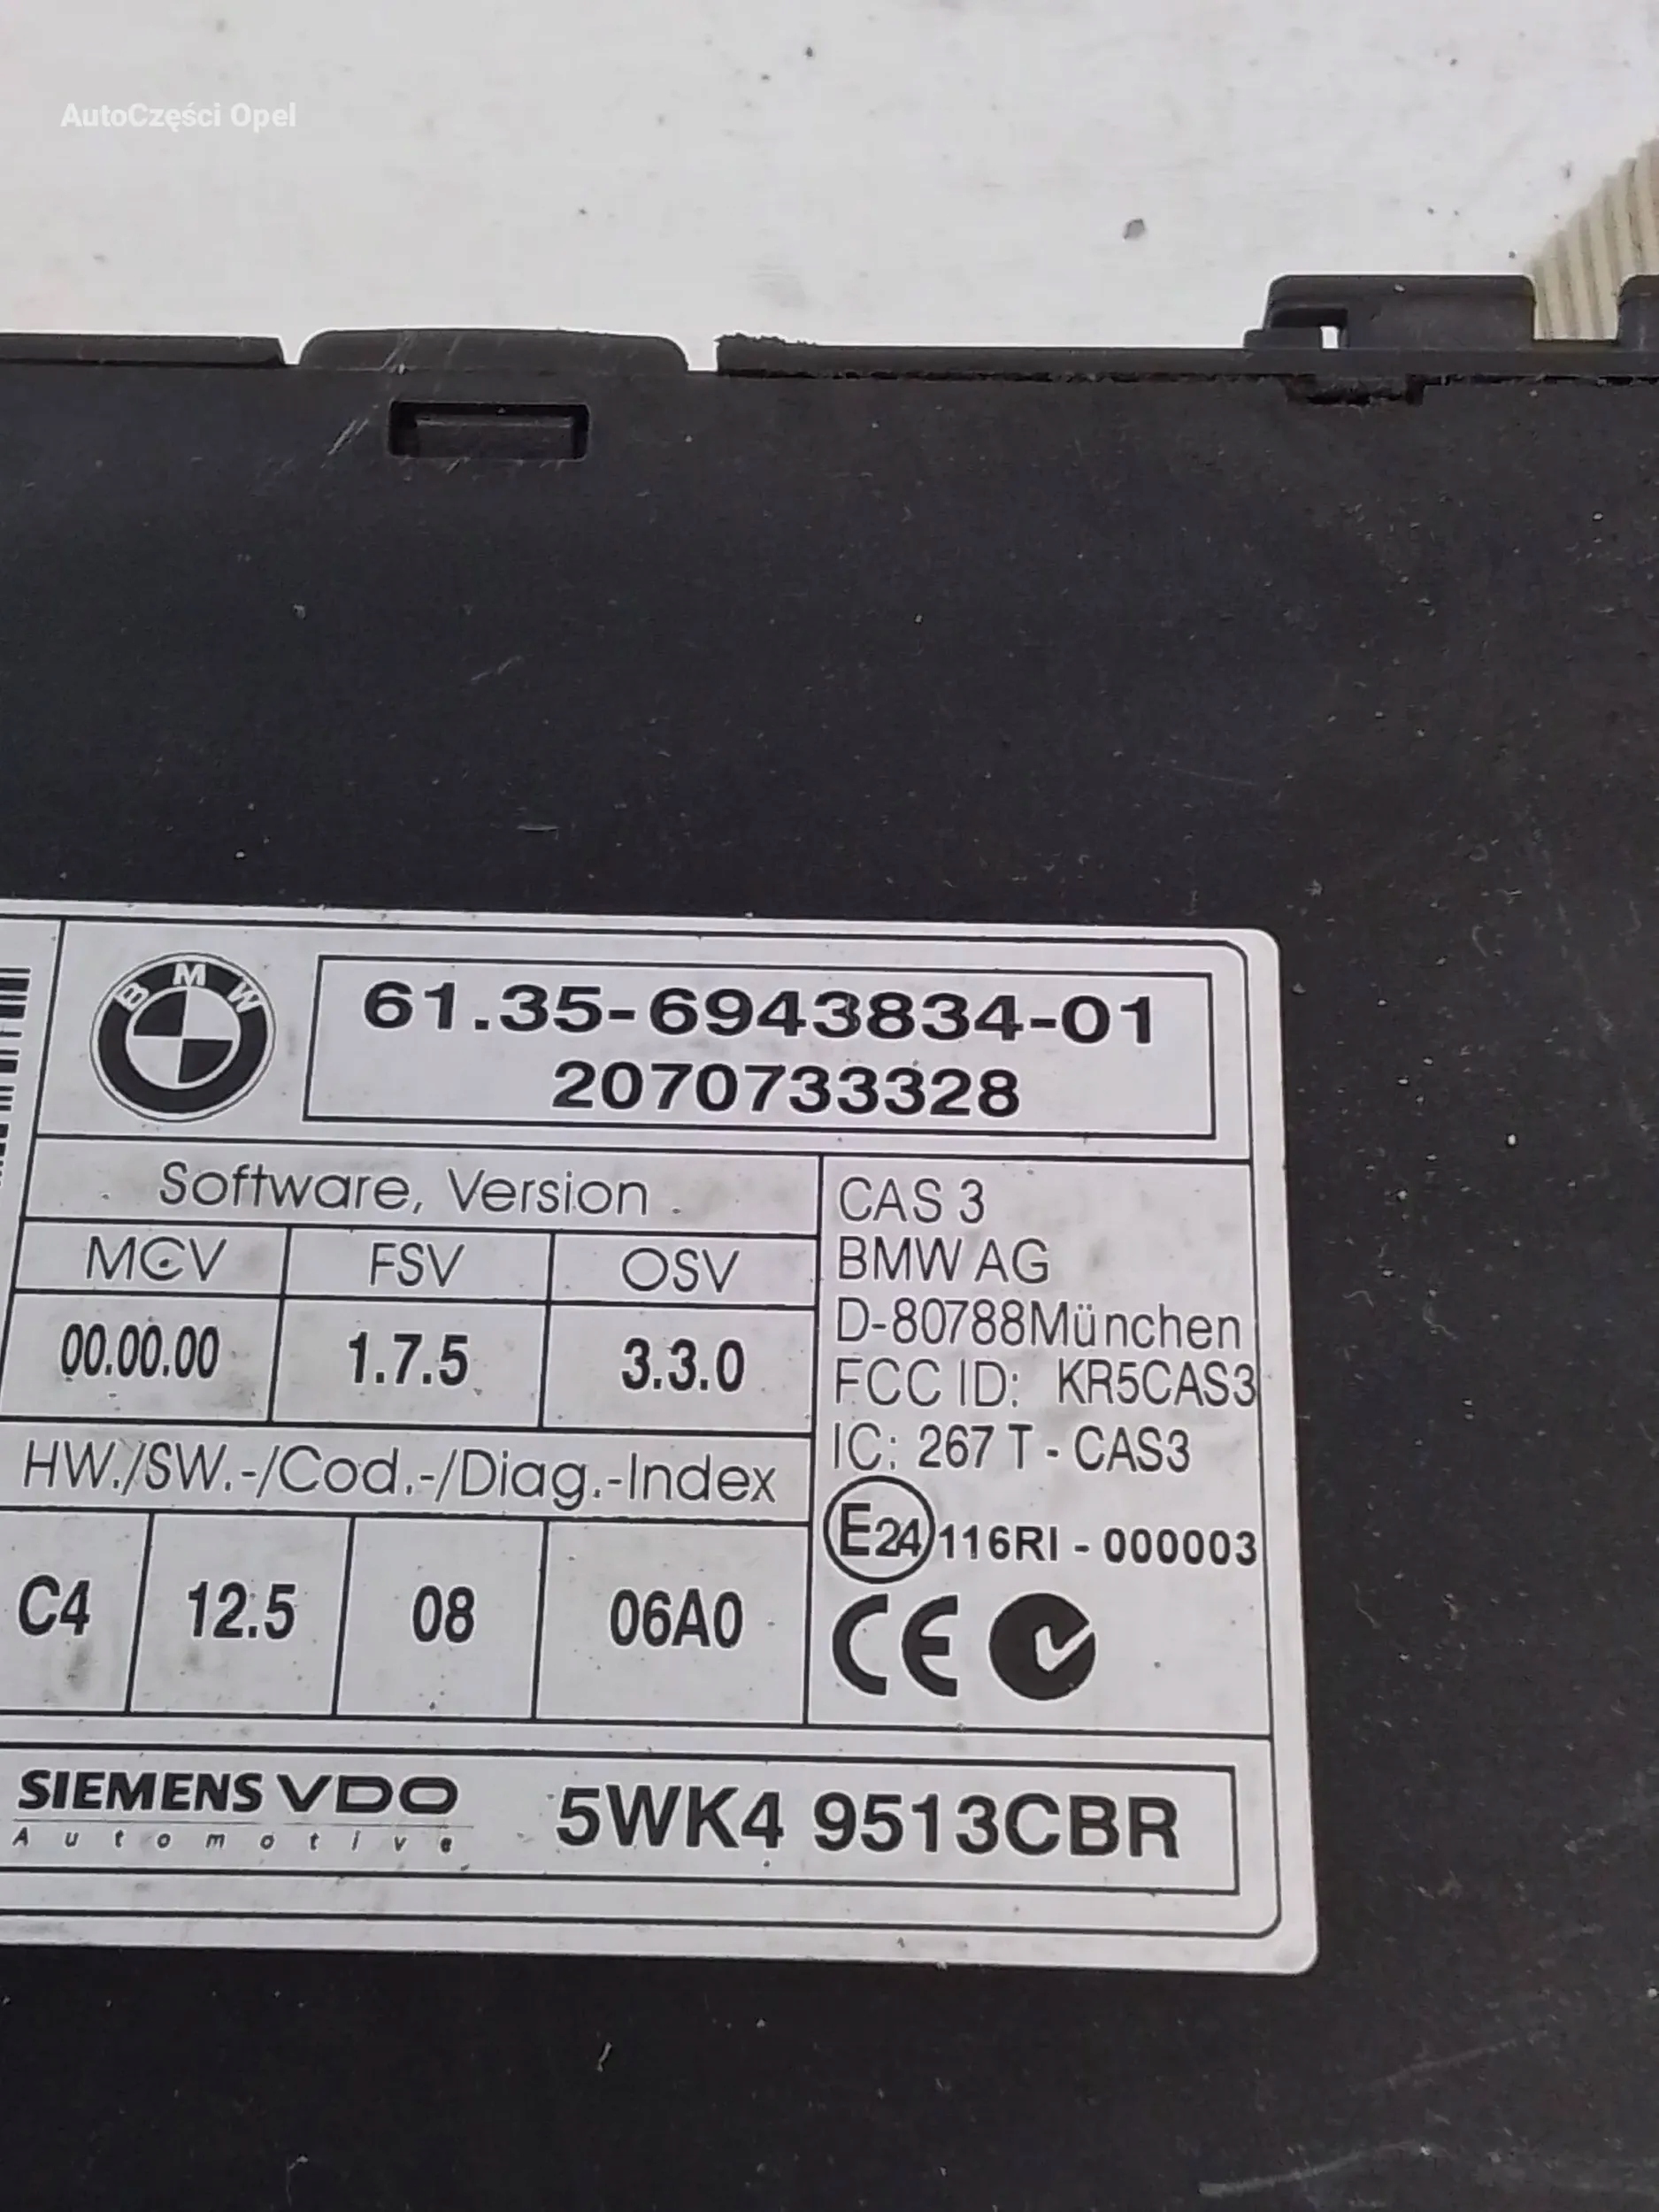 AutoCzęści Opel
BMW
61.35-6943834-01
2070733328
Software, Version
MCV FSV OSV
00.00.00 1.7.5 3.3.0
HW./SW.-/Cod.-/Diag.-Index
C4 12.5 08 06A0
CAS 3
BMW AG
D-80788München
FCC ID: KR5CAS3
IC: 267 T - CAS3
E24 116RI - 000003
CE
SIEMENS VDO
Automotive
5WK4 9513CBR